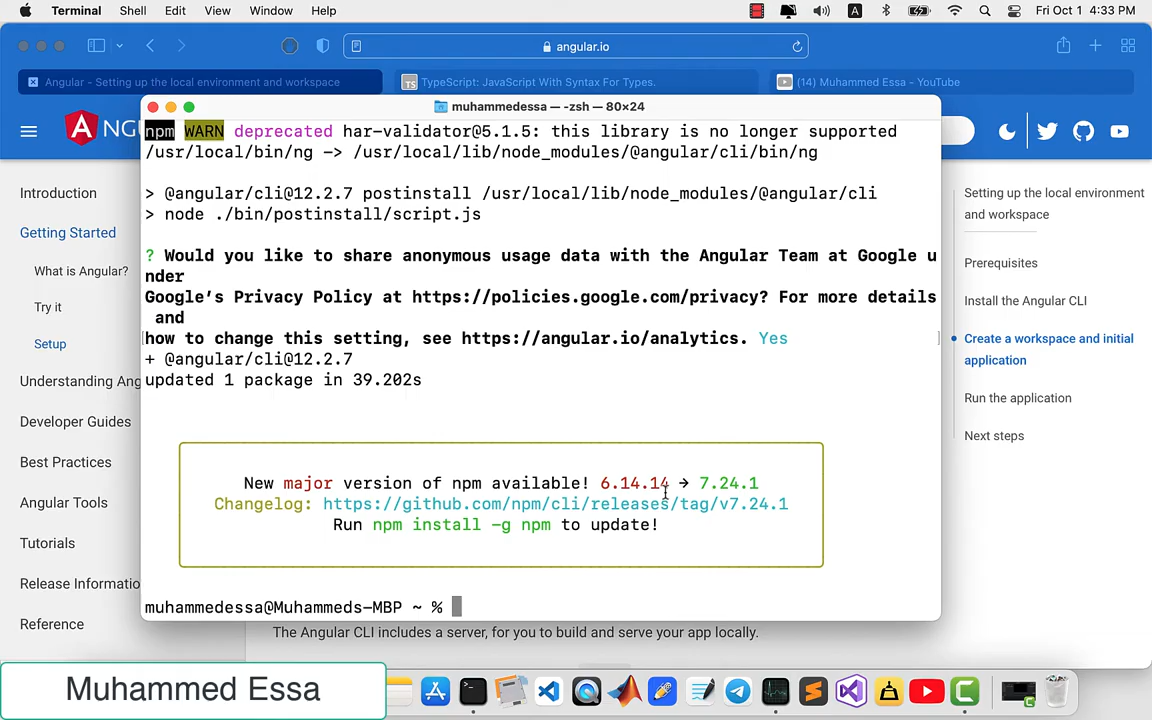 Terminal Shell Edit View Window Help A Fri Oct 1 4:33 PM
angular.io
Angular - Setting up the local environment and workspace
TS TypeScript: JavaScript With Syntax For Types.
(14) Muhammed Essa - YouTube
muhammedessa — -zsh — 80×24
A
Introduction
Getting Started
What is Angular?
Try it
Setup
Understanding Ang
Developer Guides
Best Practices
Angular Tools
Tutorials
Release Informatio
Reference
npm WARN deprecated har-validator@5.1.5: this library is no longer supported
/usr/local/bin/ng -> /usr/local/lib/node_modules/@angular/cli/bin/ng
> @angular/cli@12.2.7 postinstall /usr/local/lib/node_modules/@angular/cli
> node ./bin/postinstall/script.js
? Would you like to share anonymous usage data with the Angular Team at Google u
nder
Google’s Privacy Policy at https://policies.google.com/privacy? For more details
and
how to change this setting, see https://angular.io/analytics. Yes
+ @angular/cli@12.2.7
updated 1 package in 39.202s
New major version of npm available! 6.14.14 → 7.24.1
Changelog: https://github.com/npm/cli/releases/tag/v7.24.1
Run npm install -g npm to update!
muhammedessa@Muhammeds-MBP ~ %
The Angular CLI includes a server, for you to build and serve your app locally.
Setting up the local environment
and workspace
Prerequisites
Install the Angular CLI
Create a workspace and initial
application
Run the application
Next steps
Muhammed Essa